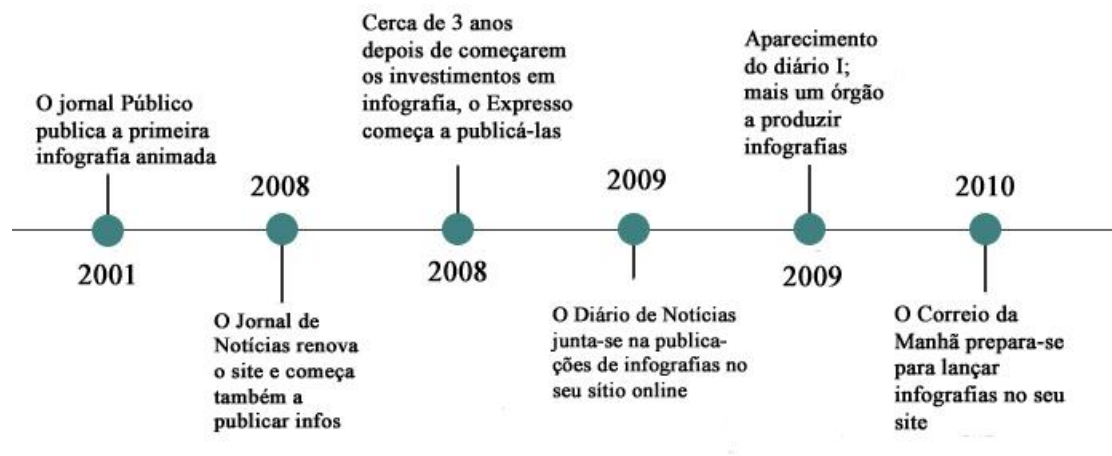 O jornal Público
publica a primeira
infografia animada
2001
2008
O Jornal de
Notícias renova
o site e começa
também a
publicar infos
Cerca de 3 anos
depois de começarem
os investimentos em
infografia, o Expresso
começa a publicá-las
2008
2009
O Diário de Notícias
junta-se na publica-
ções de infografias no
seu sítio online
Aparecimento
do diário I;
mais um órgão
a produzir
infografias
2009
2010
O Correio da
Manhã prepara-se
para lançar
infografias no seu
site